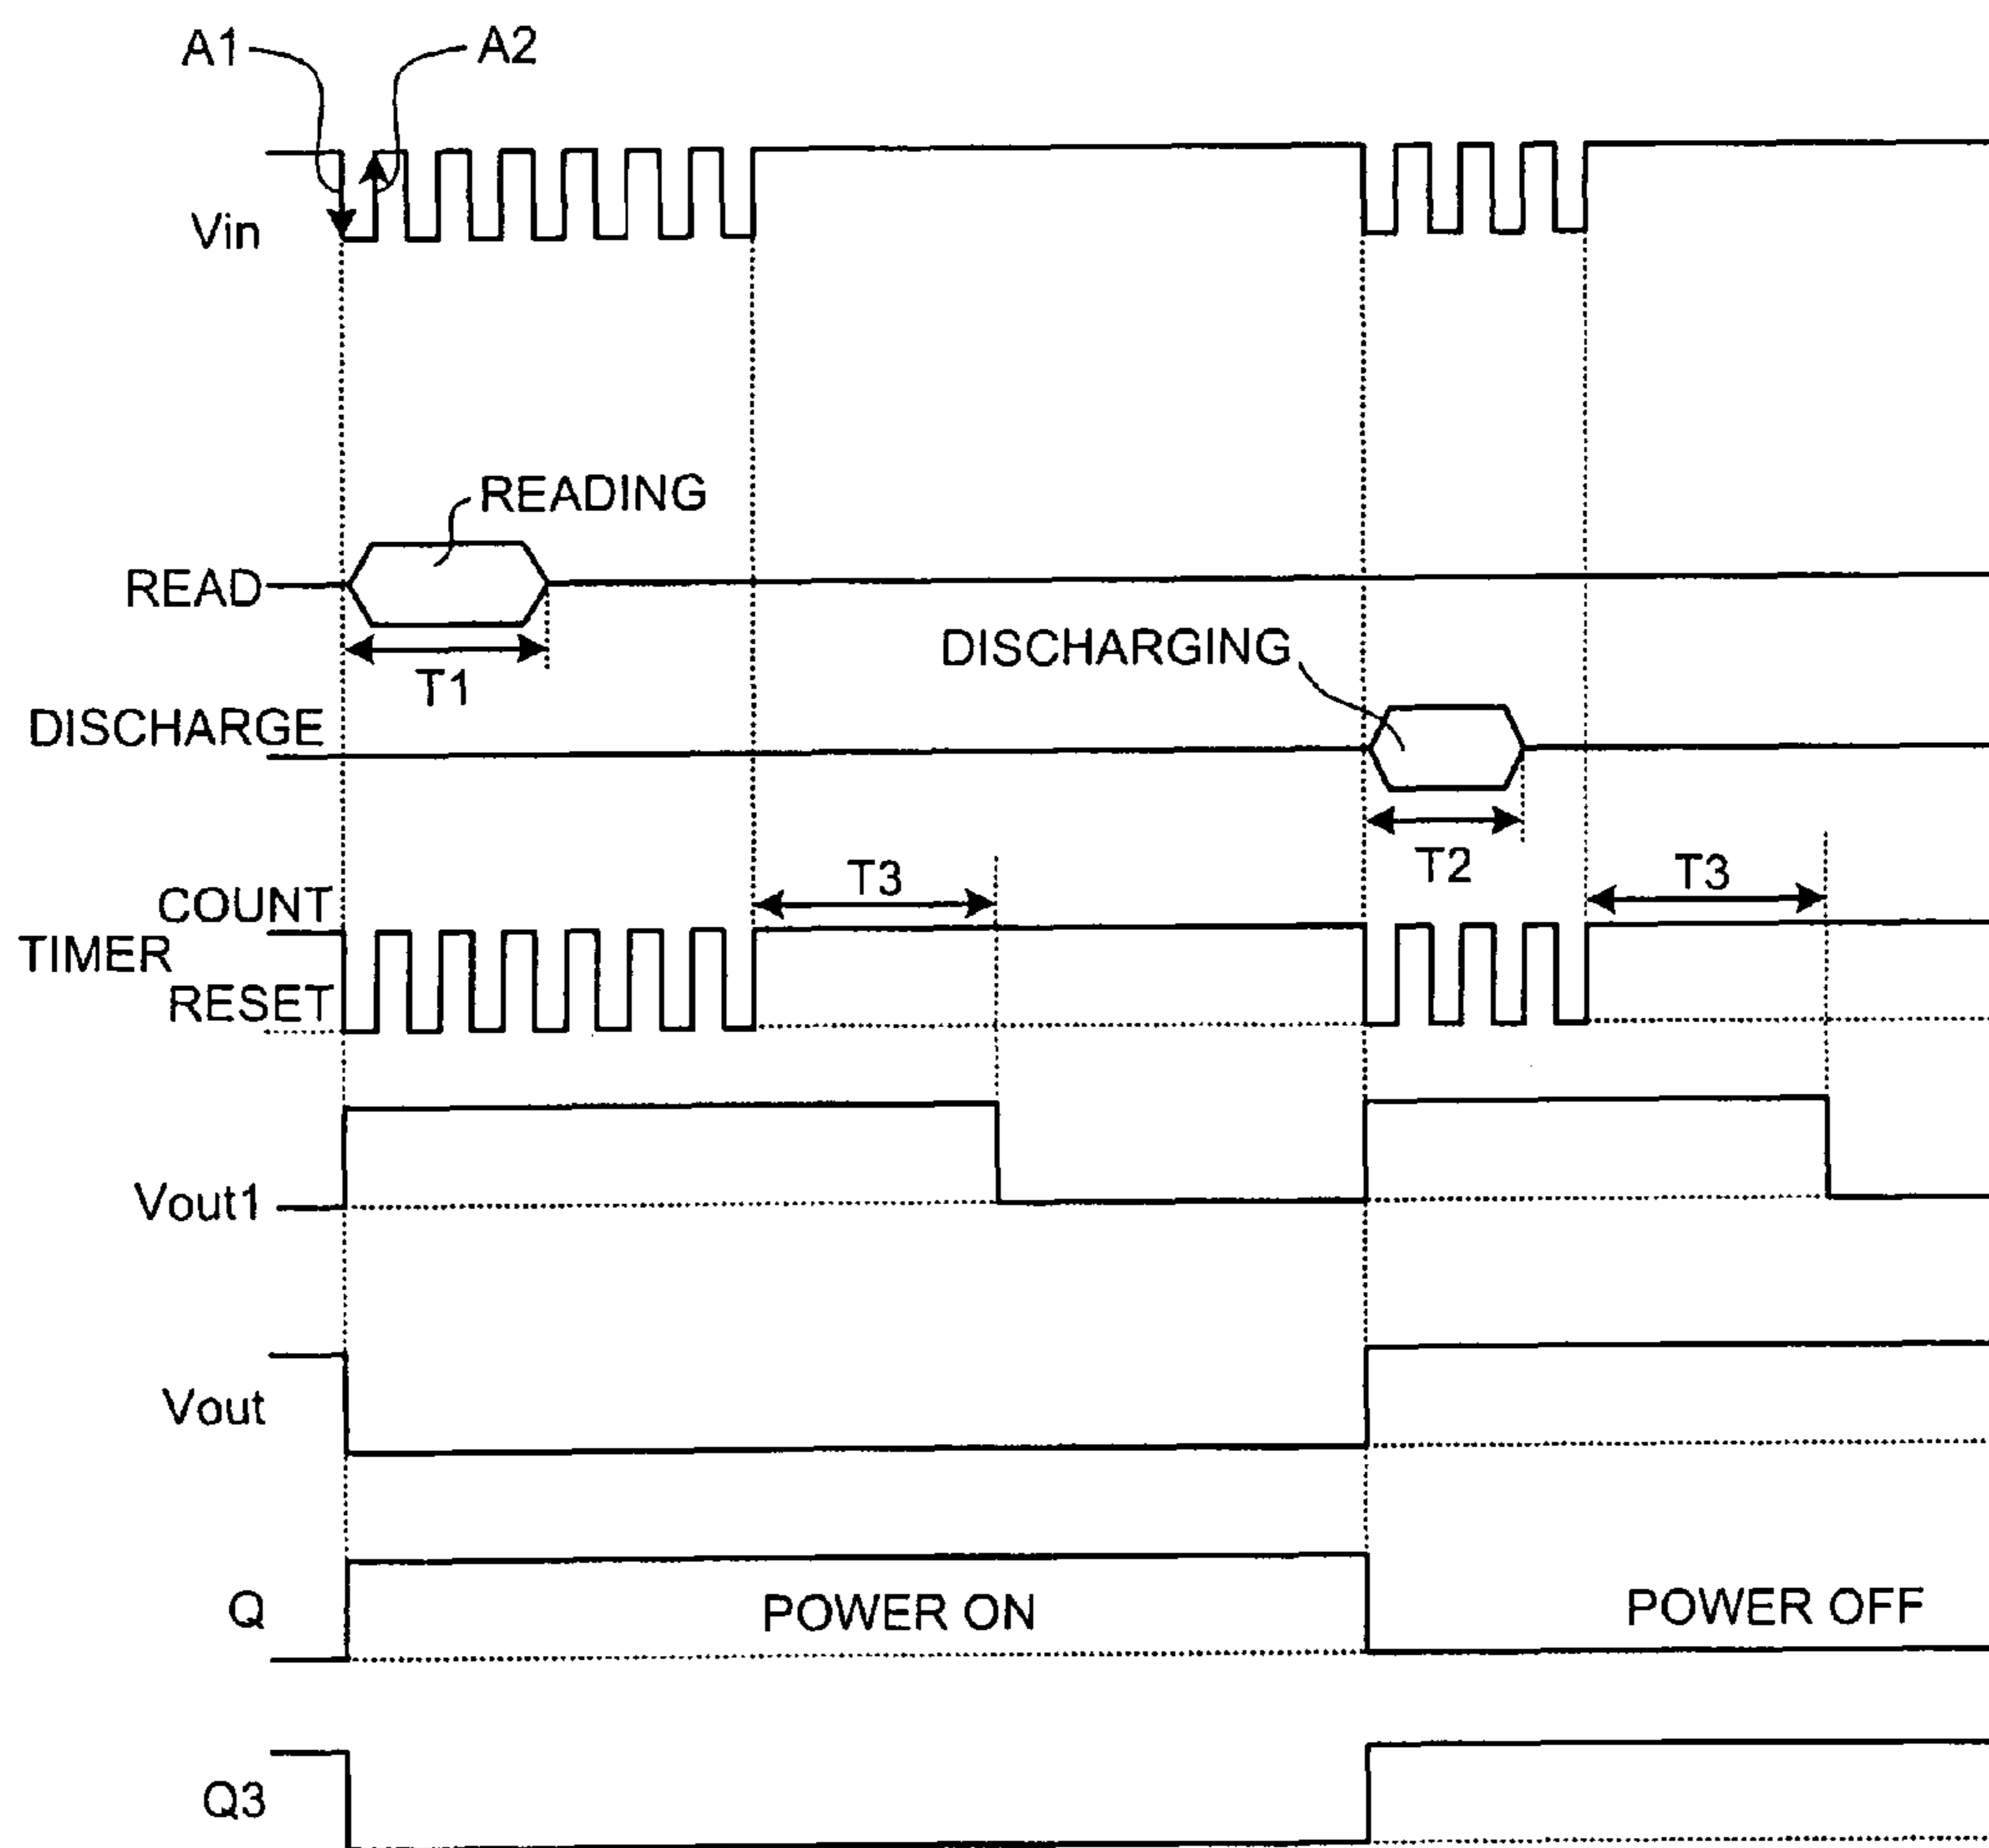 A1
A2
Vin
READING
READ
T1
DISCHARGING
DISCHARGE
T2
T3
T3
COUNT
TIMER
RESET
Vout1
Vout
Q
POWER ON
POWER OFF
Q3